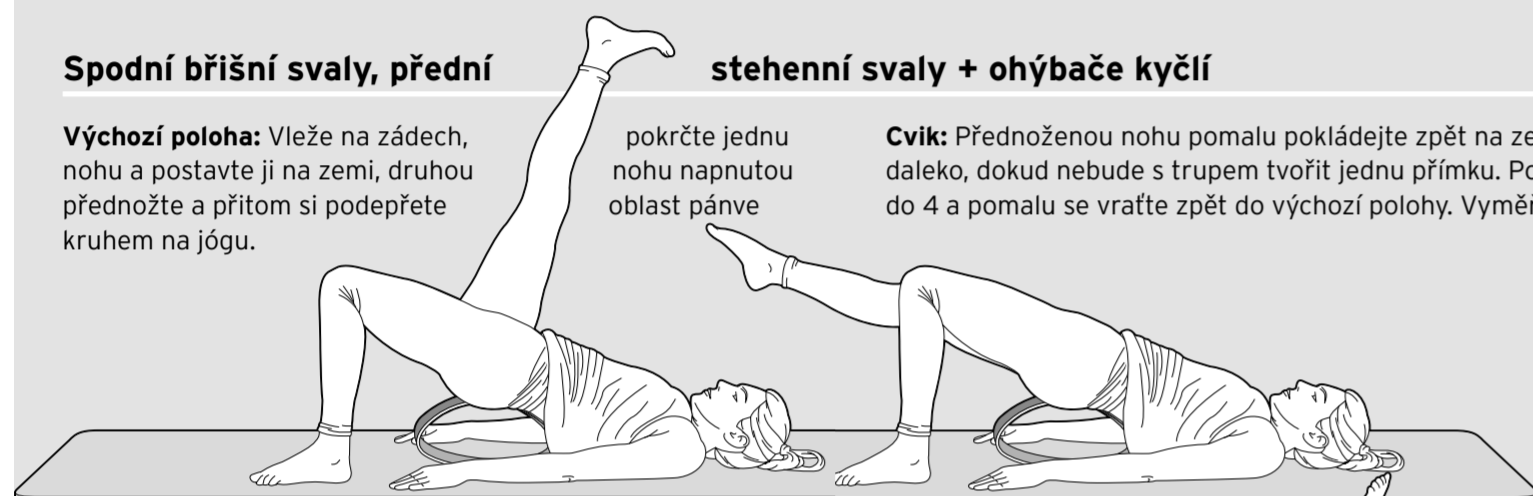 Spodní břišní svaly, přední stehenní svaly + ohýbače kyčlí
Výchozí poloha: Vleže na zádech, pokrčte jednu
nohu a postavte ji na zemi, druhou nohu napnutou
přednožte a přitom si podepřete oblast pánve
kruhem na jógu.
Cvik: Přednoženou nohu pomalu pokládejte zpět na
daleko, dokud nebude s trupem tvořit jednu přímku.
do 4 a pomalu se vraťte zpět do výchozí polohy.